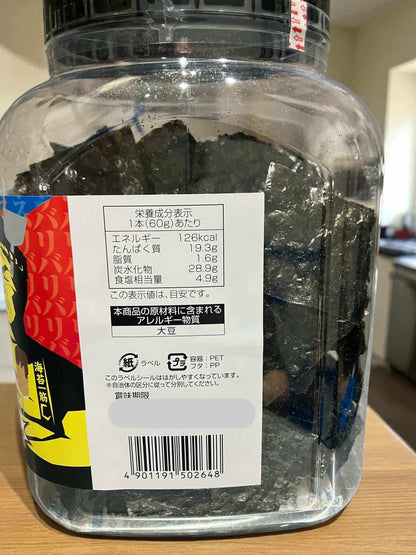 栄養成分表示
1本(60g)あたり
エネルギー 126kcal
たんぱく質 19.3g
脂質 1.6g
炭水化物 28.9g
食塩相当量 4.9g
この表示値は、目安です。
本商品の原材料に含まれる
アレルギー物質
大豆
紙 ラベル
プラ 容器:PET
フタ:PP
このラベルシールははがしやすくなっています。
※自治体の区分に従って分別してください。
賞味期限
4 901191 502648
海苔一筋
バリバリ